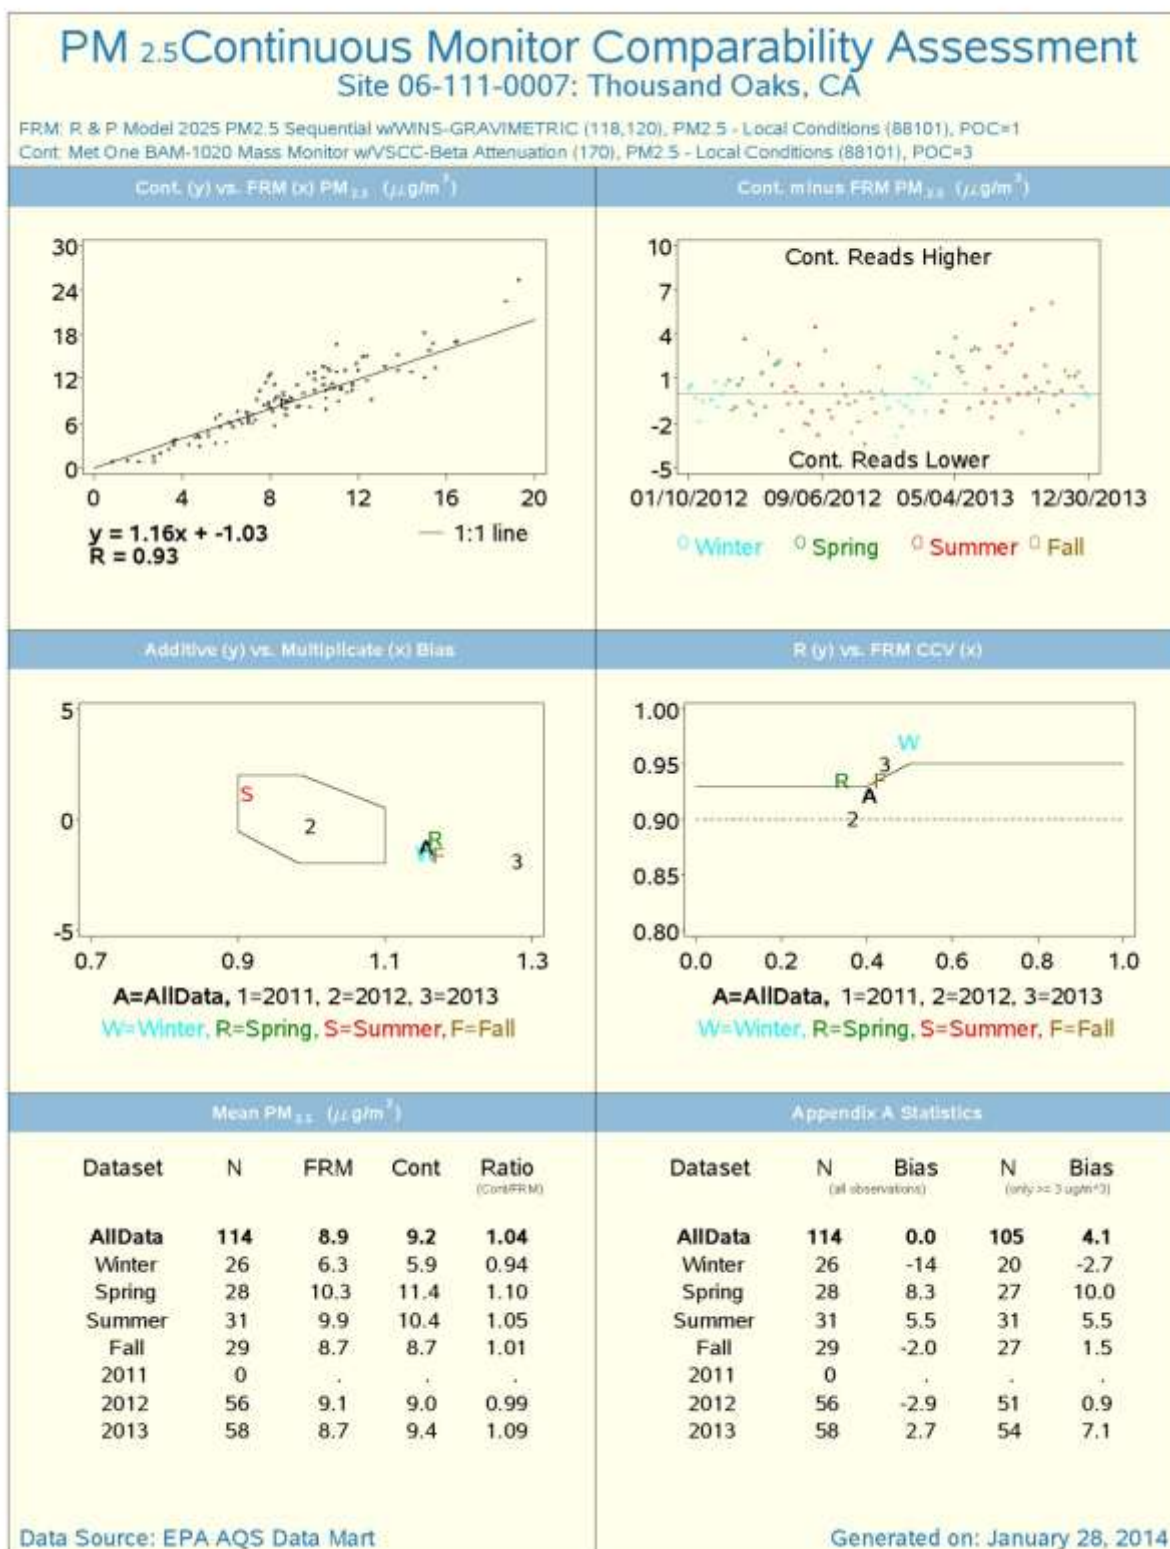 PM 2.5 Continuous Monitor Comparability Assessment
Site 06-111-0007: Thousand Oaks, CA
FRM: R & P Model 2025 PM2.5 Sequential w/WINS-GRAVIMETRIC (118,120), PM2.5 - Local Conditions (88101), POC=1
Cont: Met One BAM-1020 Mass Monitor w/VSCC-Beta Attenuation (170), PM2.5 - Local Conditions (88101), POC=3
Cont. (y) vs. FRM (x) PM 2.5 (μg/m³)
30
24
18
12
6
0
0 4 8 12 16 20
y = 1.16x + -1.03
R = 0.93
1:1 line
Cont. minus FRM PM 2.5 (μg/m³)
10
7
4
1
-2
-5
Cont. Reads Higher
Cont. Reads Lower
01/10/2012 09/06/2012 05/04/2013 12/30/2013
Winter Spring Summer Fall
Additive (y) vs. Multiplicate (x) Bias
5
0
-5
S
2
A
W
R
F
3
0.7 0.9 1.1 1.3
A=AllData, 1=2011, 2=2012, 3=2013
W=Winter, R=Spring, S=Summer, F=Fall
R (y) vs. FRM CCV (x)
1.00
0.95
0.90
0.85
0.80
W
3
R
F
A
2
0.0 0.2 0.4 0.6 0.8 1.0
A=AllData, 1=2011, 2=2012, 3=2013
W=Winter, R=Spring, S=Summer, F=Fall
Mean PM 2.5 (μg/m³)
Dataset N FRM Cont Ratio
(Cont/FRM)
AllData 114 8.9 9.2 1.04
Winter 26 6.3 5.9 0.94
Spring 28 10.3 11.4 1.10
Summer 31 9.9 10.4 1.05
Fall 29 8.7 8.7 1.01
2011 0 . . .
2012 56 9.1 9.0 0.99
2013 58 8.7 9.4 1.09
Appendix A Statistics
Dataset N Bias N Bias
(all observations) (only >= 3 ug/m^3)
AllData 114 0.0 105 4.1
Winter 26 -14 20 -2.7
Spring 28 8.3 27 10.0
Summer 31 5.5 31 5.5
Fall 29 -2.0 27 1.5
2011 0 . . .
2012 56 -2.9 51 0.9
2013 58 2.7 54 7.1
Data Source: EPA AQS Data Mart
Generated on: January 28, 2014